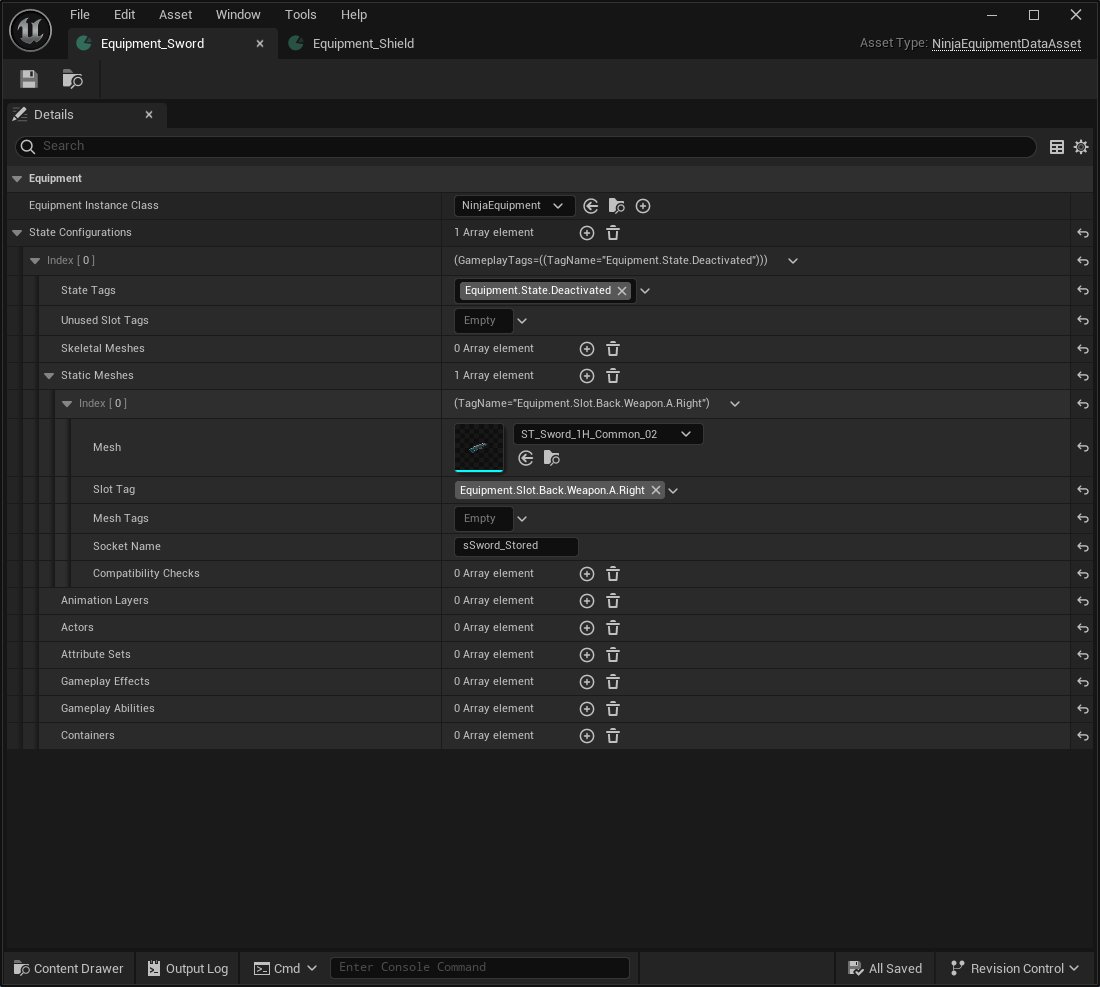 File Edit Asset Window Tools Help
Equipment_Sword Equipment_Shield Asset Type: NinjaEquipmentDataAsset
Details
Search
Equipment
Equipment Instance Class NinjaEquipment
State Configurations 1 Array element
Index [ 0 ] (GameplayTags=((TagName="Equipment.State.Deactivated")))
State Tags Equipment.State.Deactivated
Unused Slot Tags Empty
Skeletal Meshes 0 Array element
Static Meshes 1 Array element
Index [ 0 ] (TagName="Equipment.Slot.Back.Weapon.A.Right")
Mesh ST_Sword_1H_Common_02
Slot Tag Equipment.Slot.Back.Weapon.A.Right
Mesh Tags Empty
Socket Name sSword_Stored
Compatibility Checks 0 Array element
Animation Layers 0 Array element
Actors 0 Array element
Attribute Sets 0 Array element
Gameplay Effects 0 Array element
Gameplay Abilities 0 Array element
Containers 0 Array element
Content Drawer Output Log Cmd Enter Console Command All Saved Revision Control